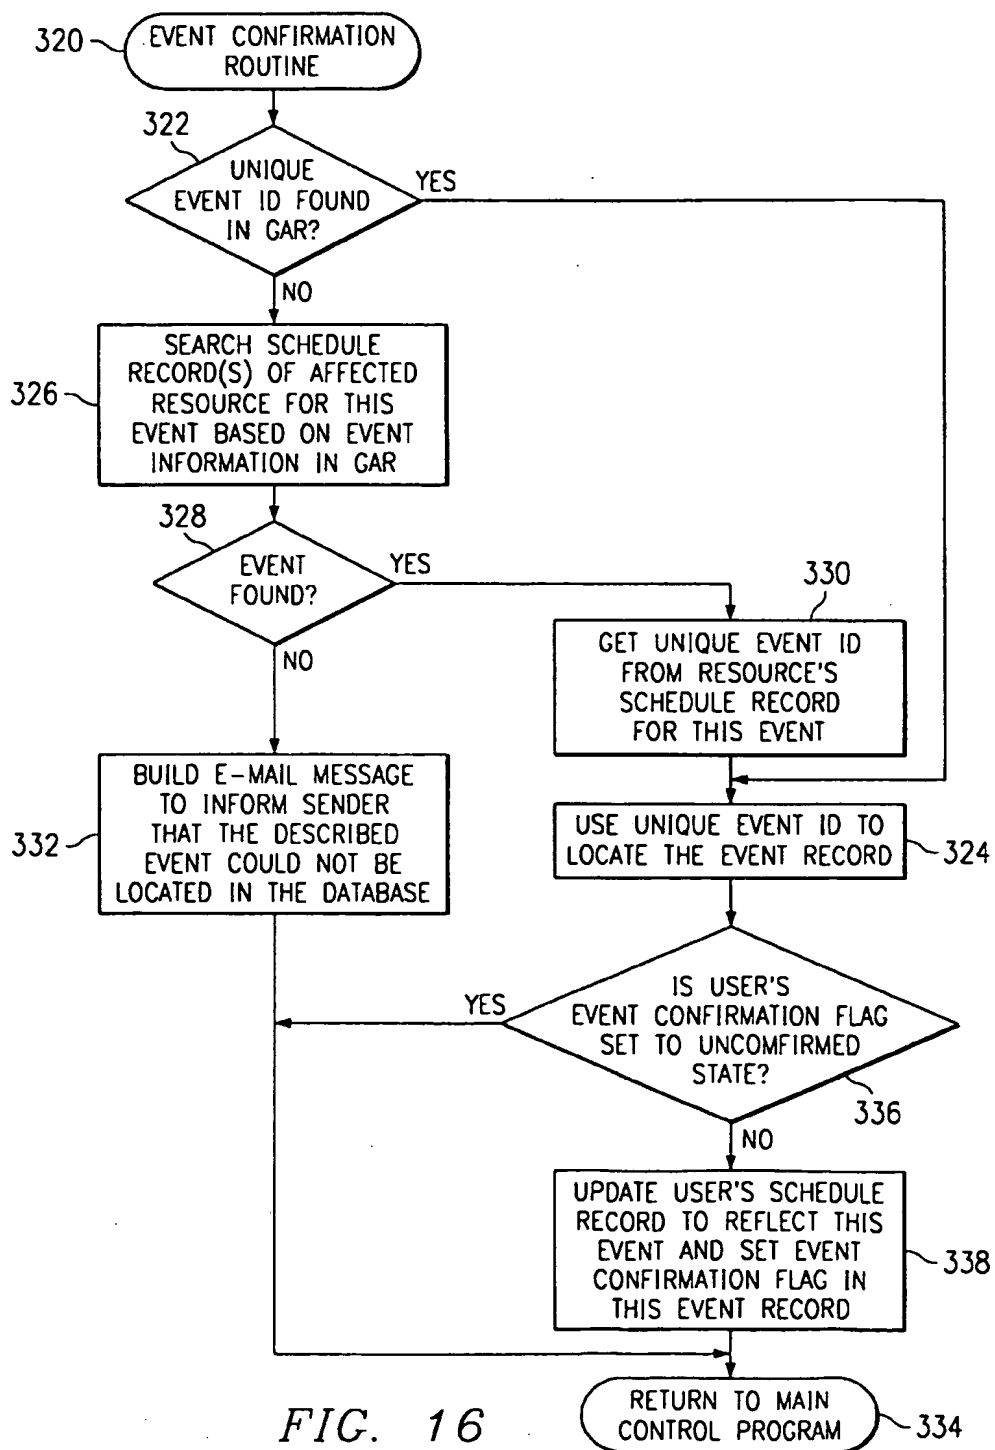 320
EVENT CONFIRMATION
ROUTINE
322
UNIQUE
EVENT ID FOUND
IN GAR?
YES
NO
326
SEARCH SCHEDULE
RECORD(S) OF AFFECTED
RESOURCE FOR THIS
EVENT BASED ON EVENT
INFORMATION IN GAR
328
EVENT
FOUND?
YES
NO
330
GET UNIQUE EVENT ID
FROM RESOURCE'S
SCHEDULE RECORD
FOR THIS EVENT
332
BUILD E-MAIL MESSAGE
TO INFORM SENDER
THAT THE DESCRIBED
EVENT COULD NOT BE
LOCATED IN THE DATABASE
USE UNIQUE EVENT ID TO
LOCATE THE EVENT RECORD
324
YES
IS USER'S
EVENT CONFIRMATION FLAG
SET TO UNCOMFIRMED
STATE?
336
NO
UPDATE USER'S SCHEDULE
RECORD TO REFLECT THIS
EVENT AND SET EVENT
CONFIRMATION FLAG IN
THIS EVENT RECORD
338
RETURN TO MAIN
CONTROL PROGRAM
334
FIG. 16